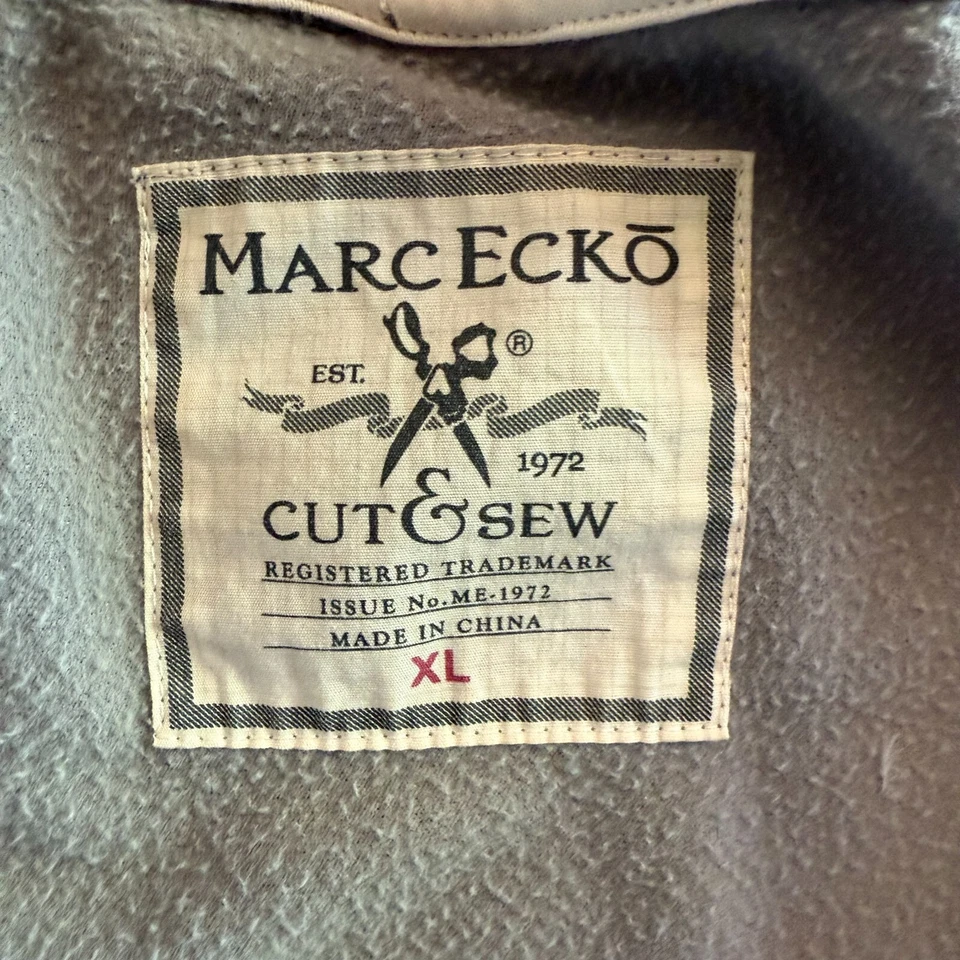 MARC ECKŌ
®
EST.
1972
CUT & SEW
REGISTERED TRADEMARK
ISSUE No. ME-1972
MADE IN CHINA
XL